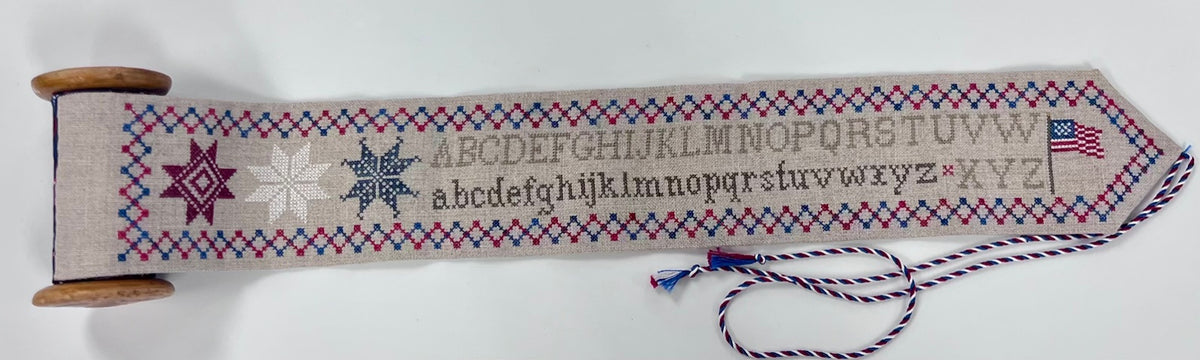 ABCDEFGHIJKLMNOPQRSTUVW
abcdefghijklmnopqrstuvwxyz XYZ